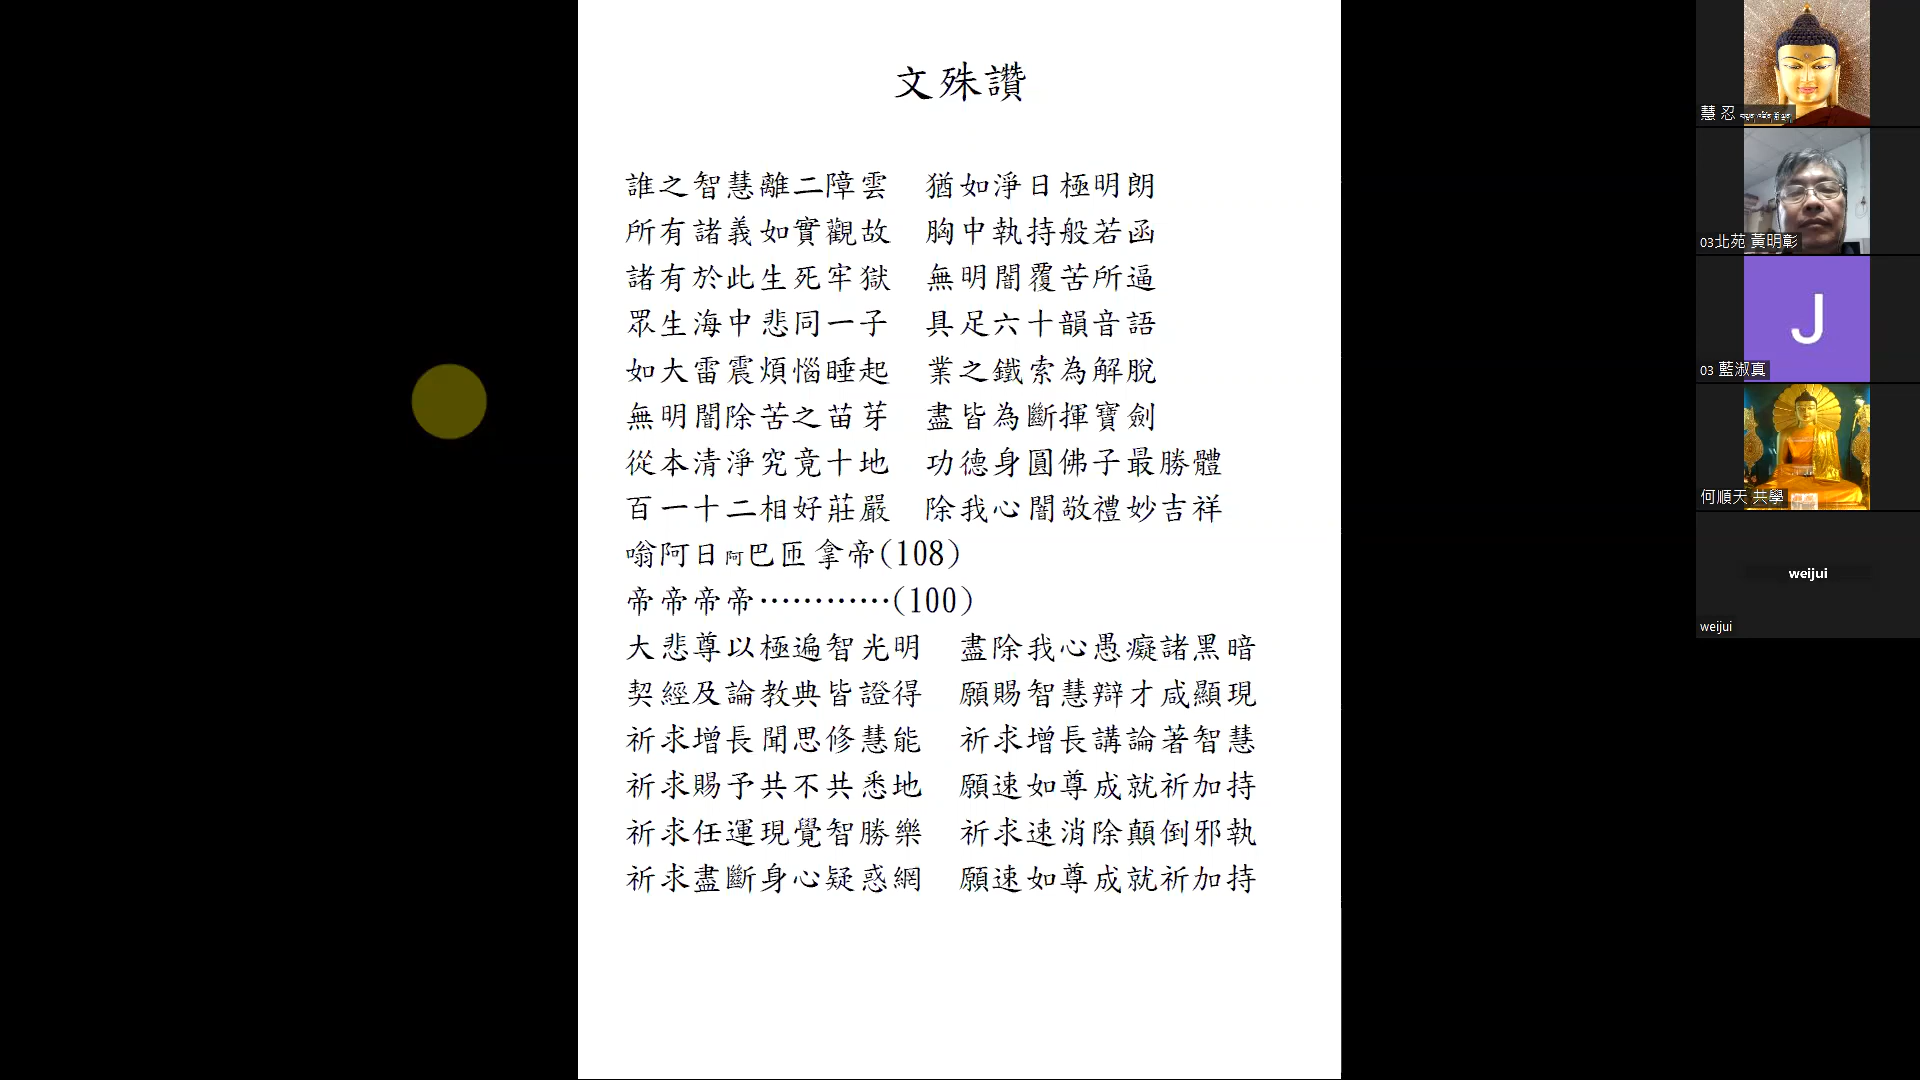 文殊讚
誰之智慧離二障雲　猶如淨日極明朗
所有諸義如實觀故　胸中執持般若函
諸有於此生死牢獄　無明闇覆苦所逼
眾生海中悲同一子　具足六十韻音語
如大雷震煩惱睡起　業之鐵索為解脫
無明闇除苦之苗芽　盡皆為斷揮寶劍
從本清淨究竟十地　功德身圓佛子最勝體
百一十二相好莊嚴　除我心闇敬禮妙吉祥
嗡阿日阿巴匝拿帝(108)
帝帝帝帝…………(100)
大悲尊以極遍智光明　盡除我心愚癡諸黑暗
契經及論教典皆證得　願賜智慧辯才咸顯現
祈求增長聞思修慧能　祈求增長講論著智慧
祈求賜予共不共悉地　願速如尊成就祈加持
祈求任運現覺智勝樂　祈求速消除顛倒邪執
祈求盡斷身心疑惑網　願速如尊成就祈加持
慧 忍
03北苑 黃明彰
J
03 藍淑真
何順天 共學
weijui
weijui